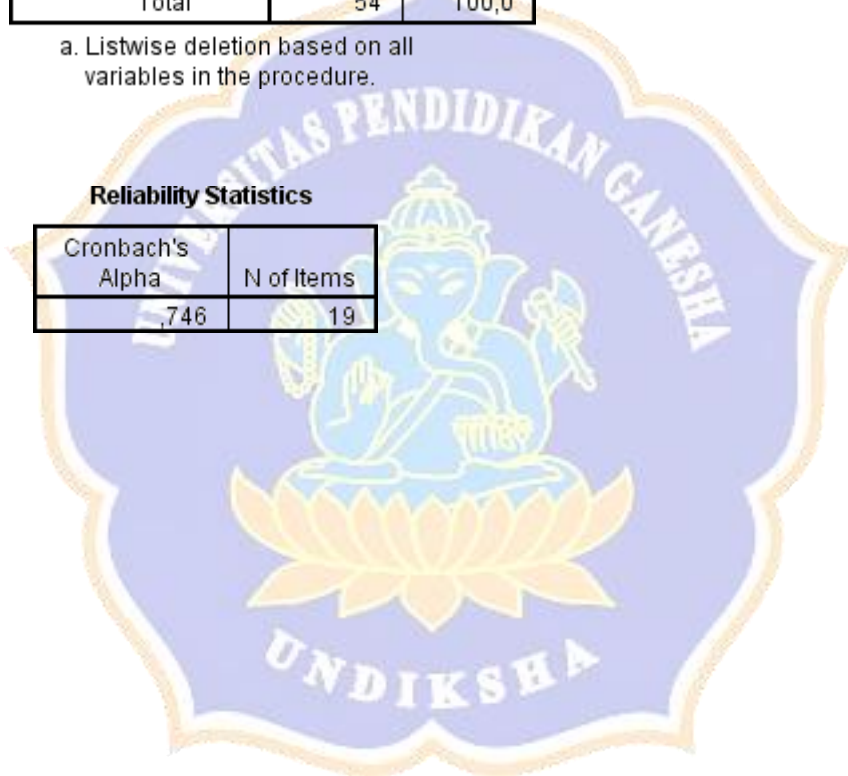 Total 54 100,0
a. Listwise deletion based on all
variables in the procedure.
UNIVERSITAS PENDIDIKAN GANESHA
Reliability Statistics
Cronbach's
Alpha N of Items
,746 19
UNDIKSHA